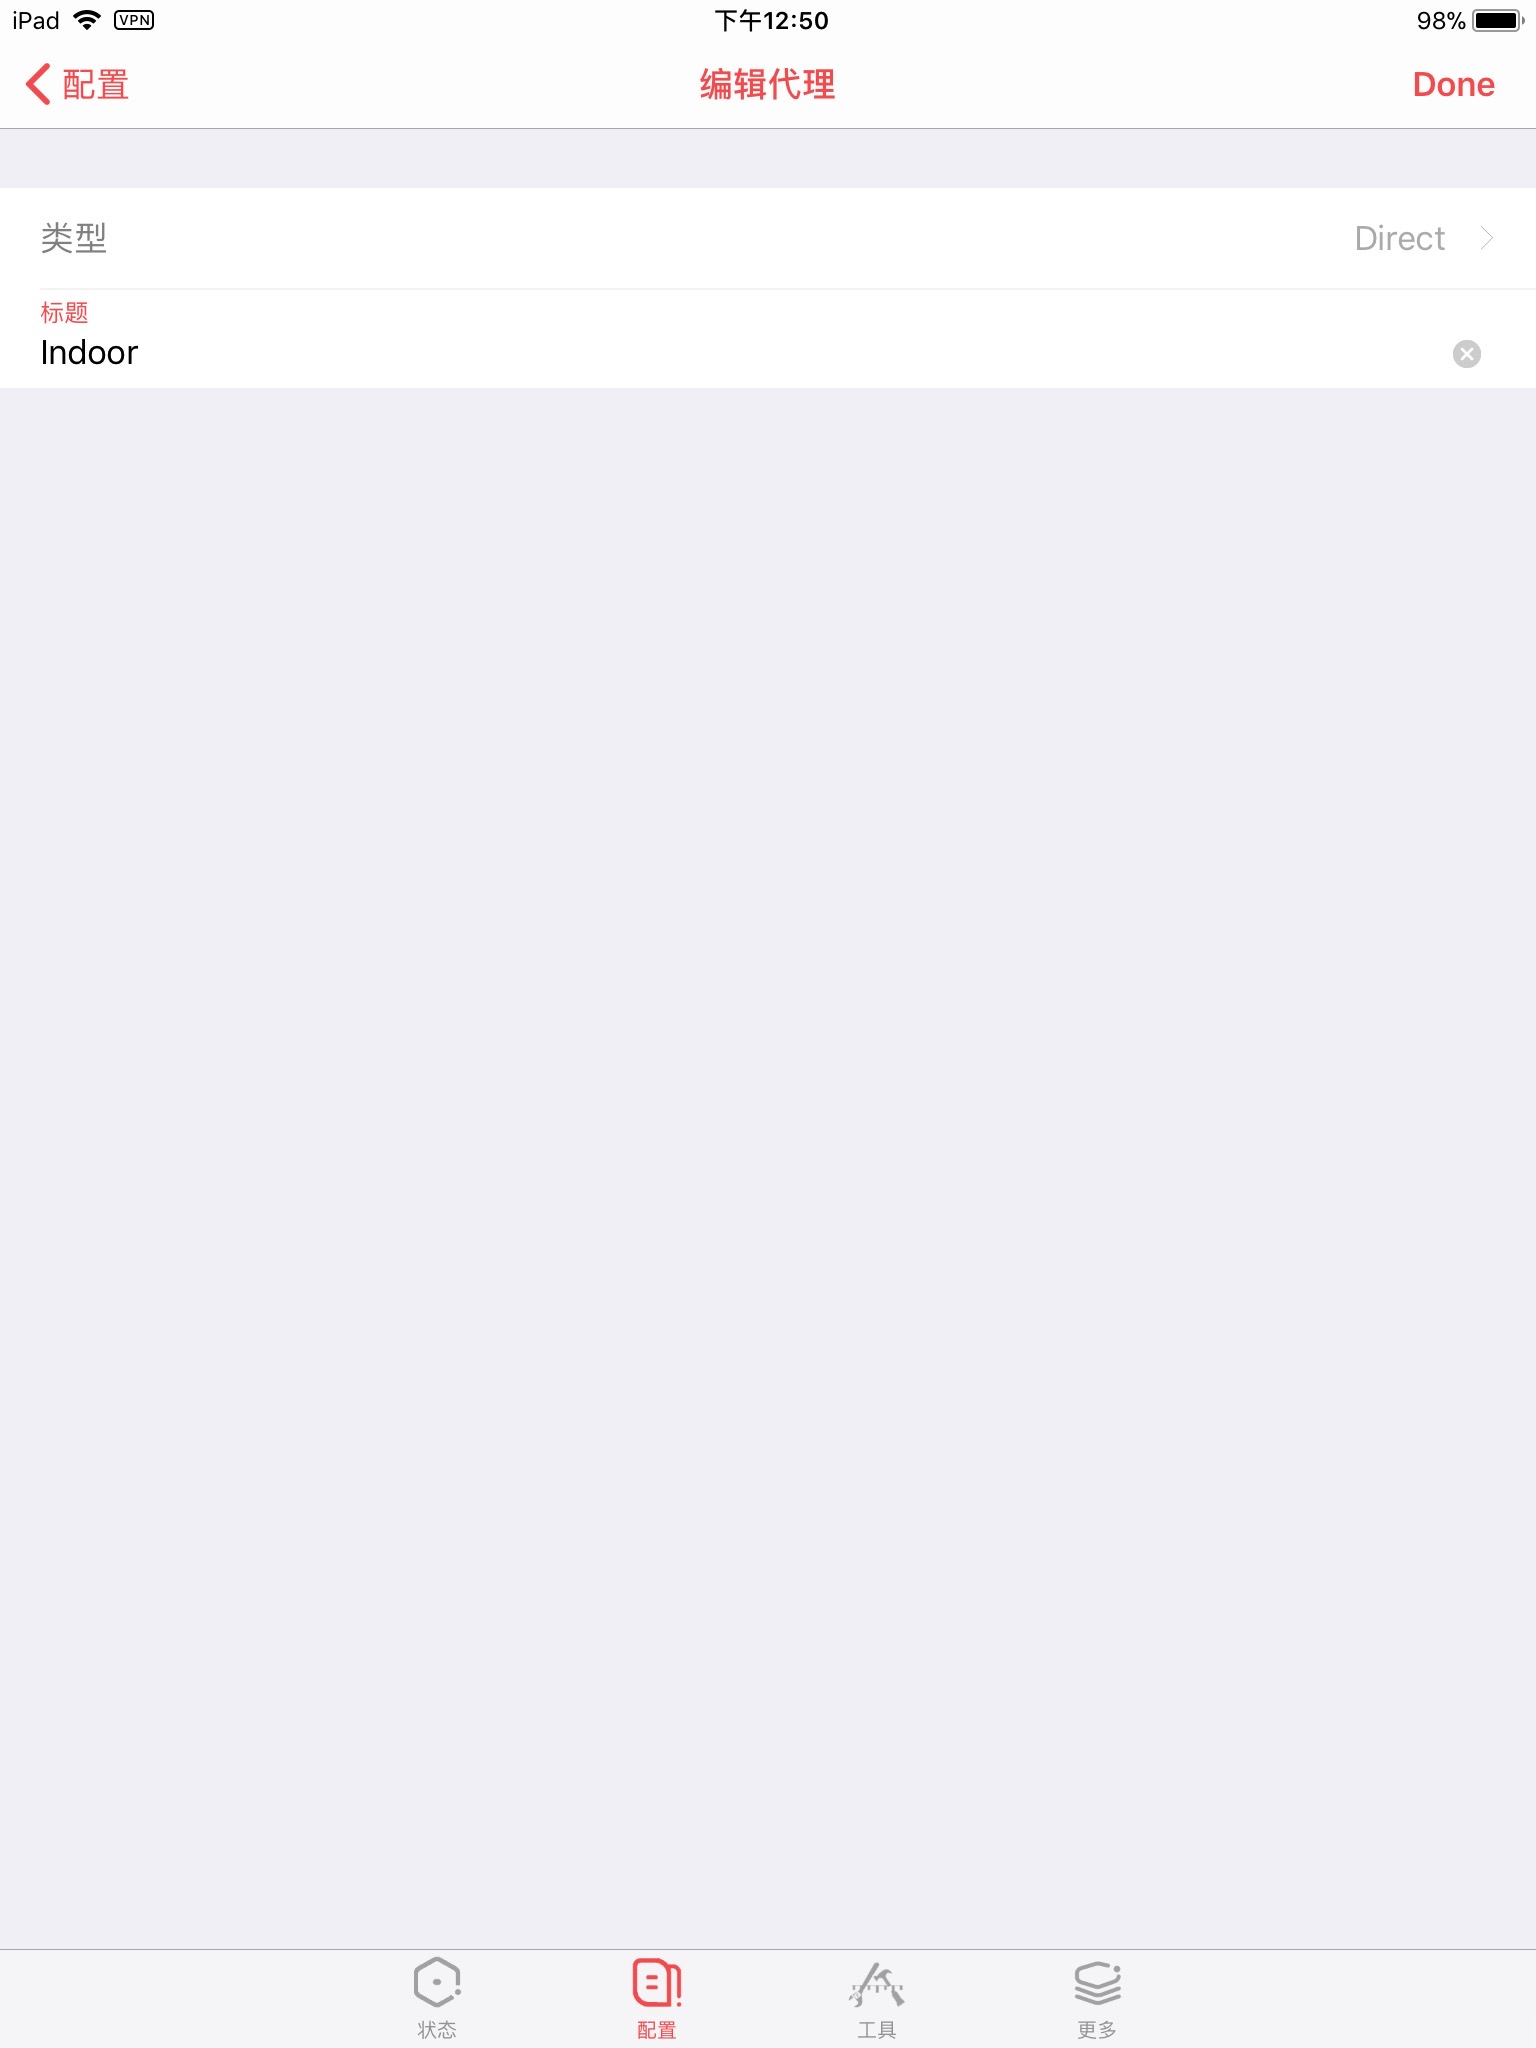 iPad VPN 下午12:50 98%
配置 编辑代理 Done
类型 Direct
标题
Indoor
状态 配置 工具 更多